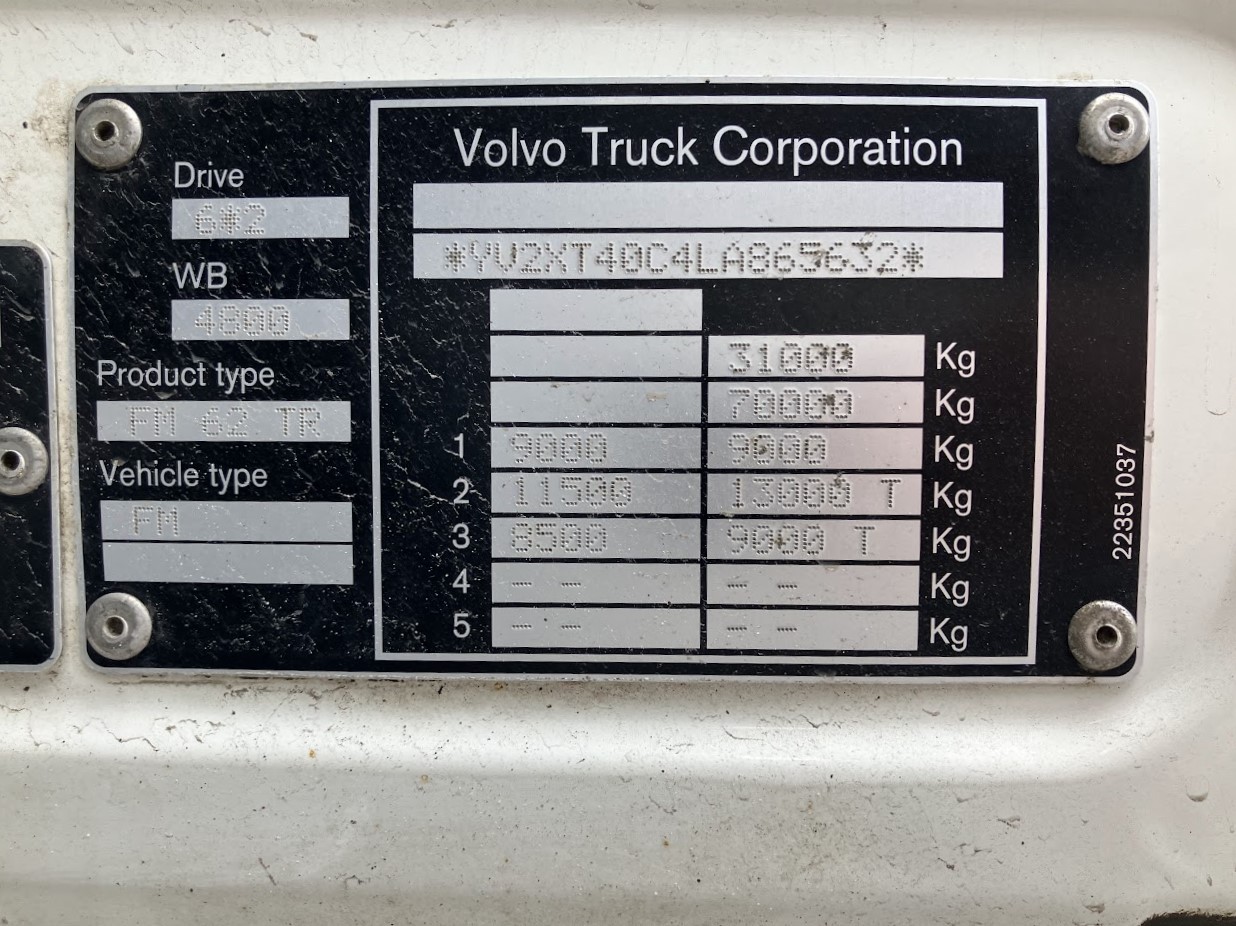 Volvo Truck Corporation
Drive
6*2
*YV2XT40C4LA865632*
WB
4800
31000 Kg
Product type
70000 Kg
FM 62 TR
1 9000 9000 Kg
Vehicle type
2 11500 13000 T Kg
FM
3 8500 9000 T Kg
4 -- -- Kg
5 -- -- Kg
22351037